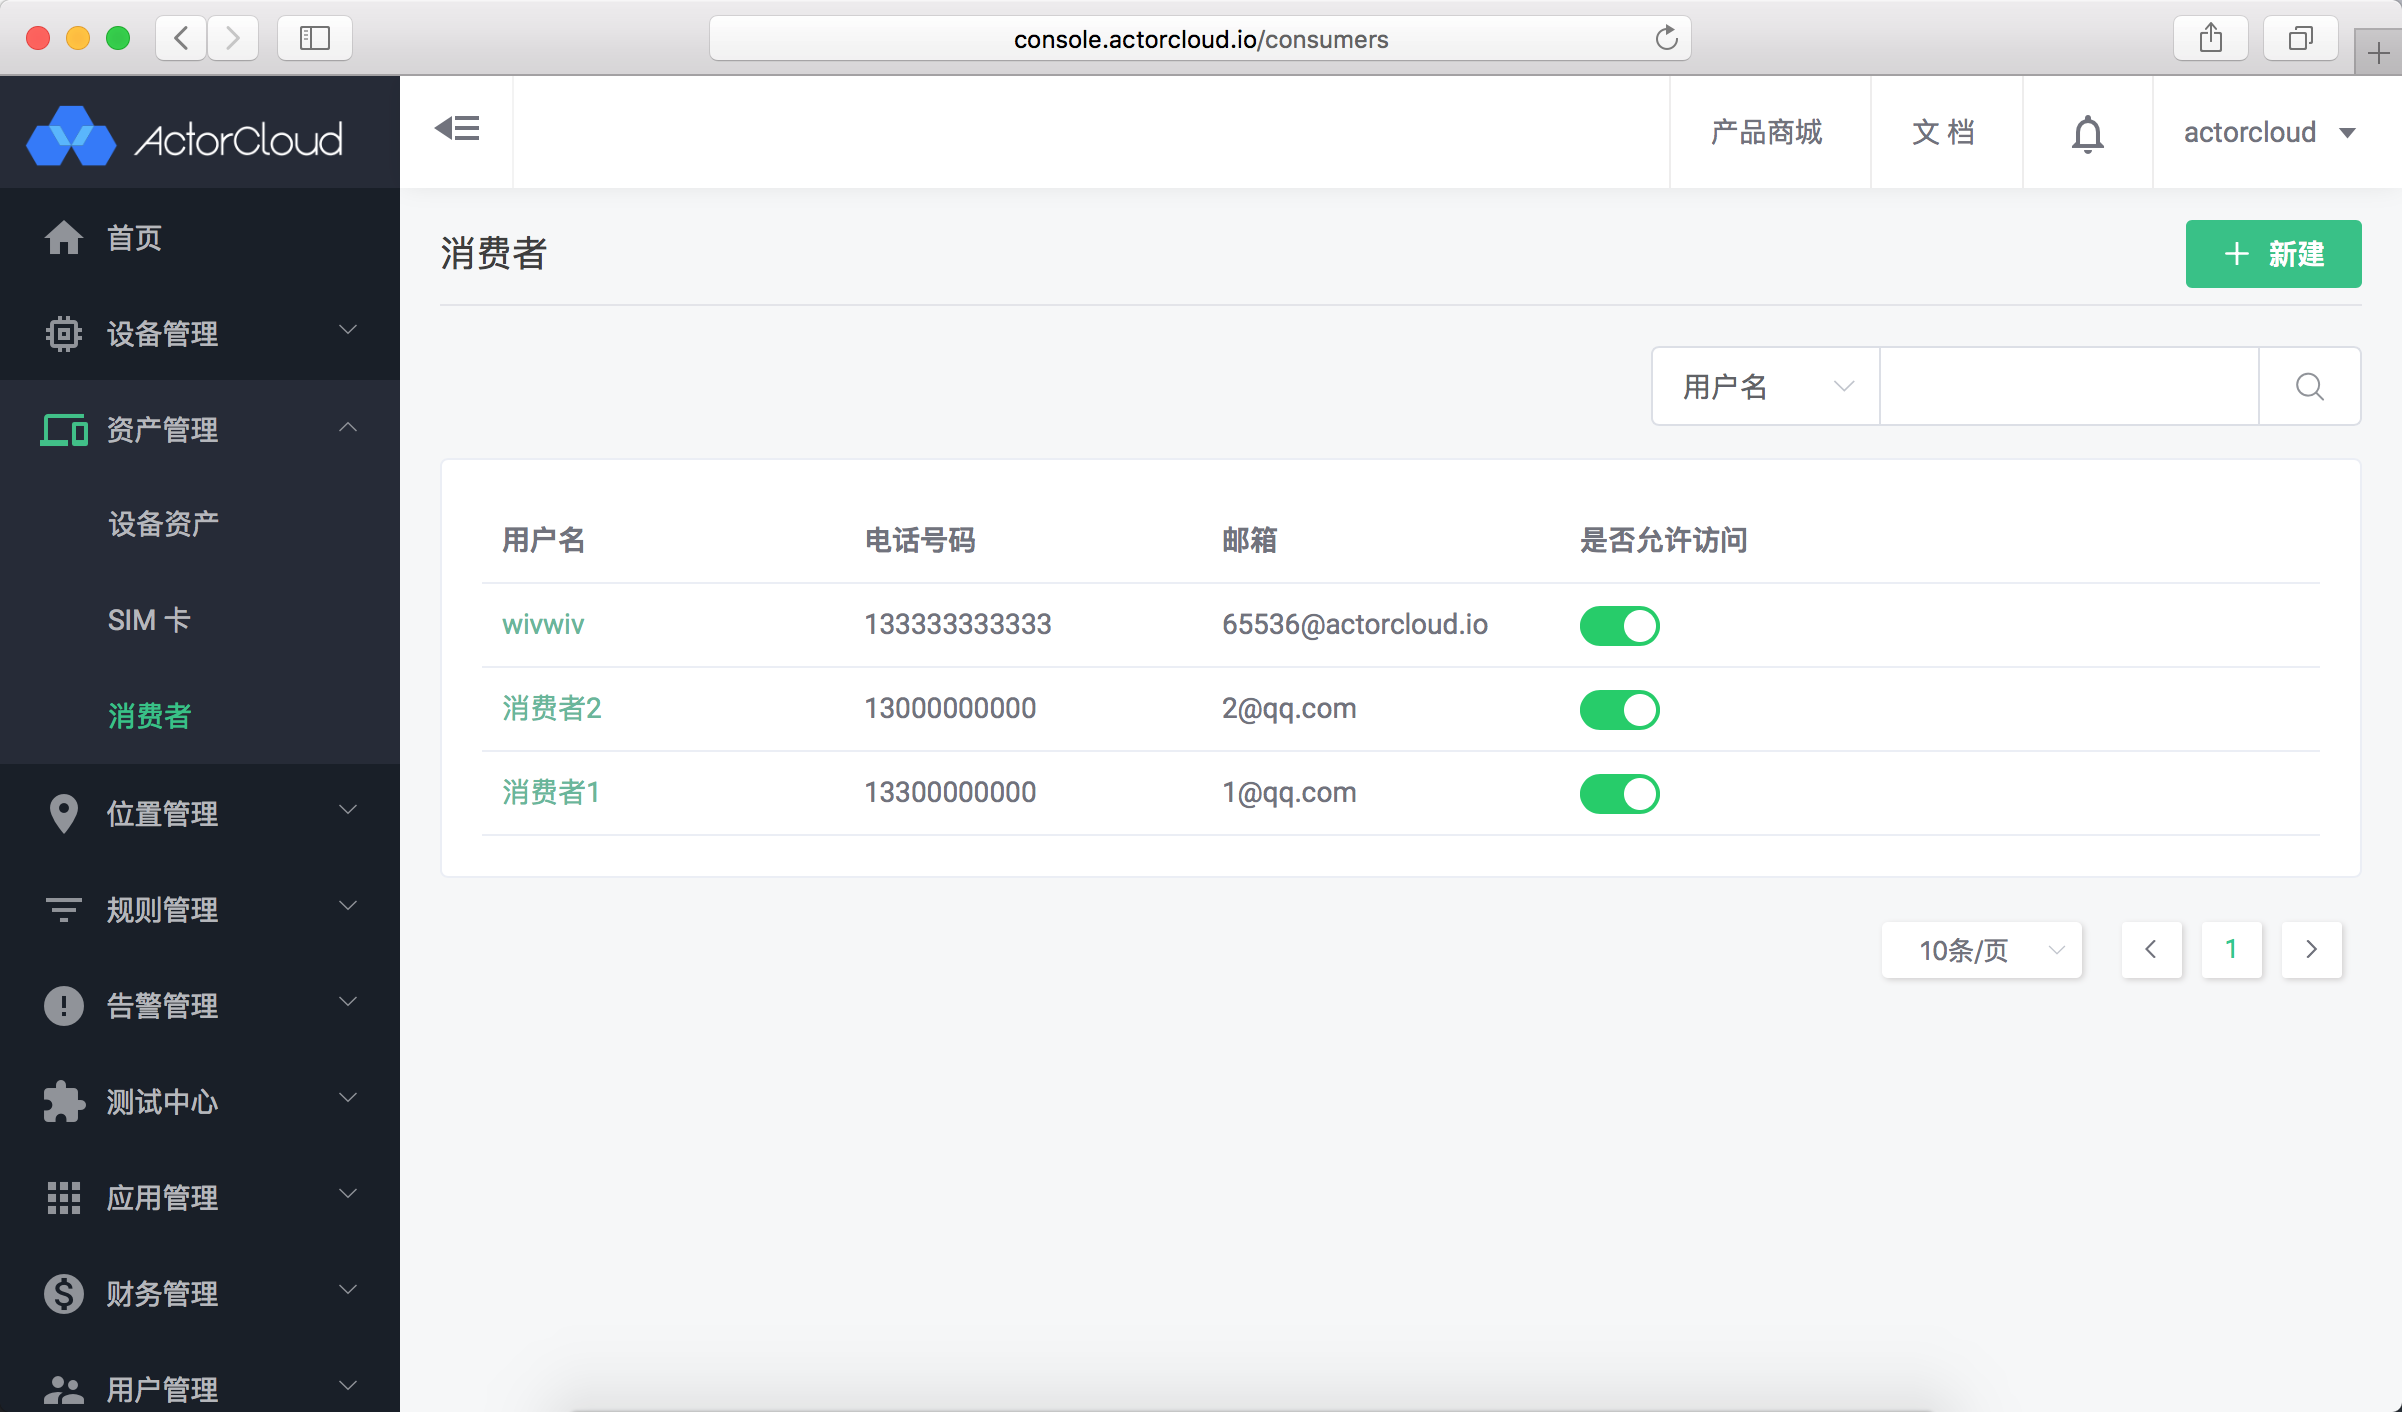 console.actorcloud.io/consumers
ActorCloud
产品商城
文 档
actorcloud
首页
设备管理
资产管理
设备资产
SIM 卡
消费者
位置管理
规则管理
告警管理
测试中心
应用管理
财务管理
用户管理
消费者
新建
用户名
用户名 电话号码 邮箱 是否允许访问
wivwiv 133333333333 65536@actorcloud.io
消费者2 13000000000 2@qq.com
消费者1 13300000000 1@qq.com
10条/页 1